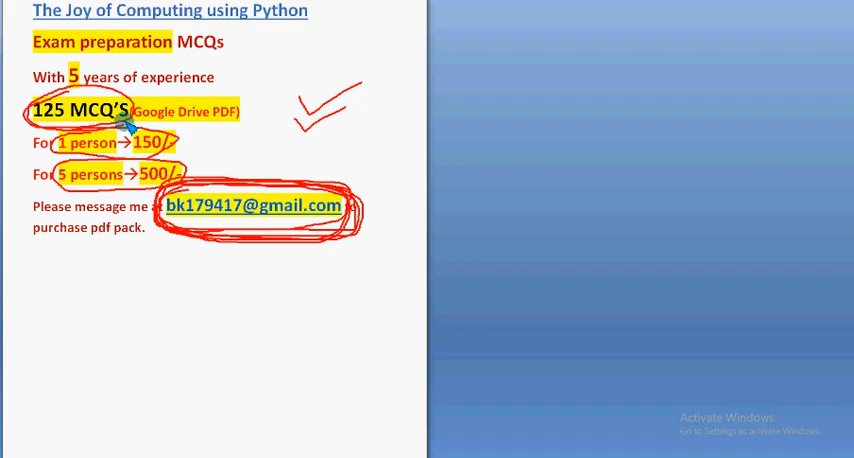 The Joy of Computing using Python
Exam preparation MCQs
With 5 years of experience
125 MCQ'S(Google Drive PDF)
For 1 person→150/-
For 5 persons→500/-
Please message me at bk179417@gmail.com to
purchase pdf pack.
Activate Windows
Go to Settings to activate Windows.